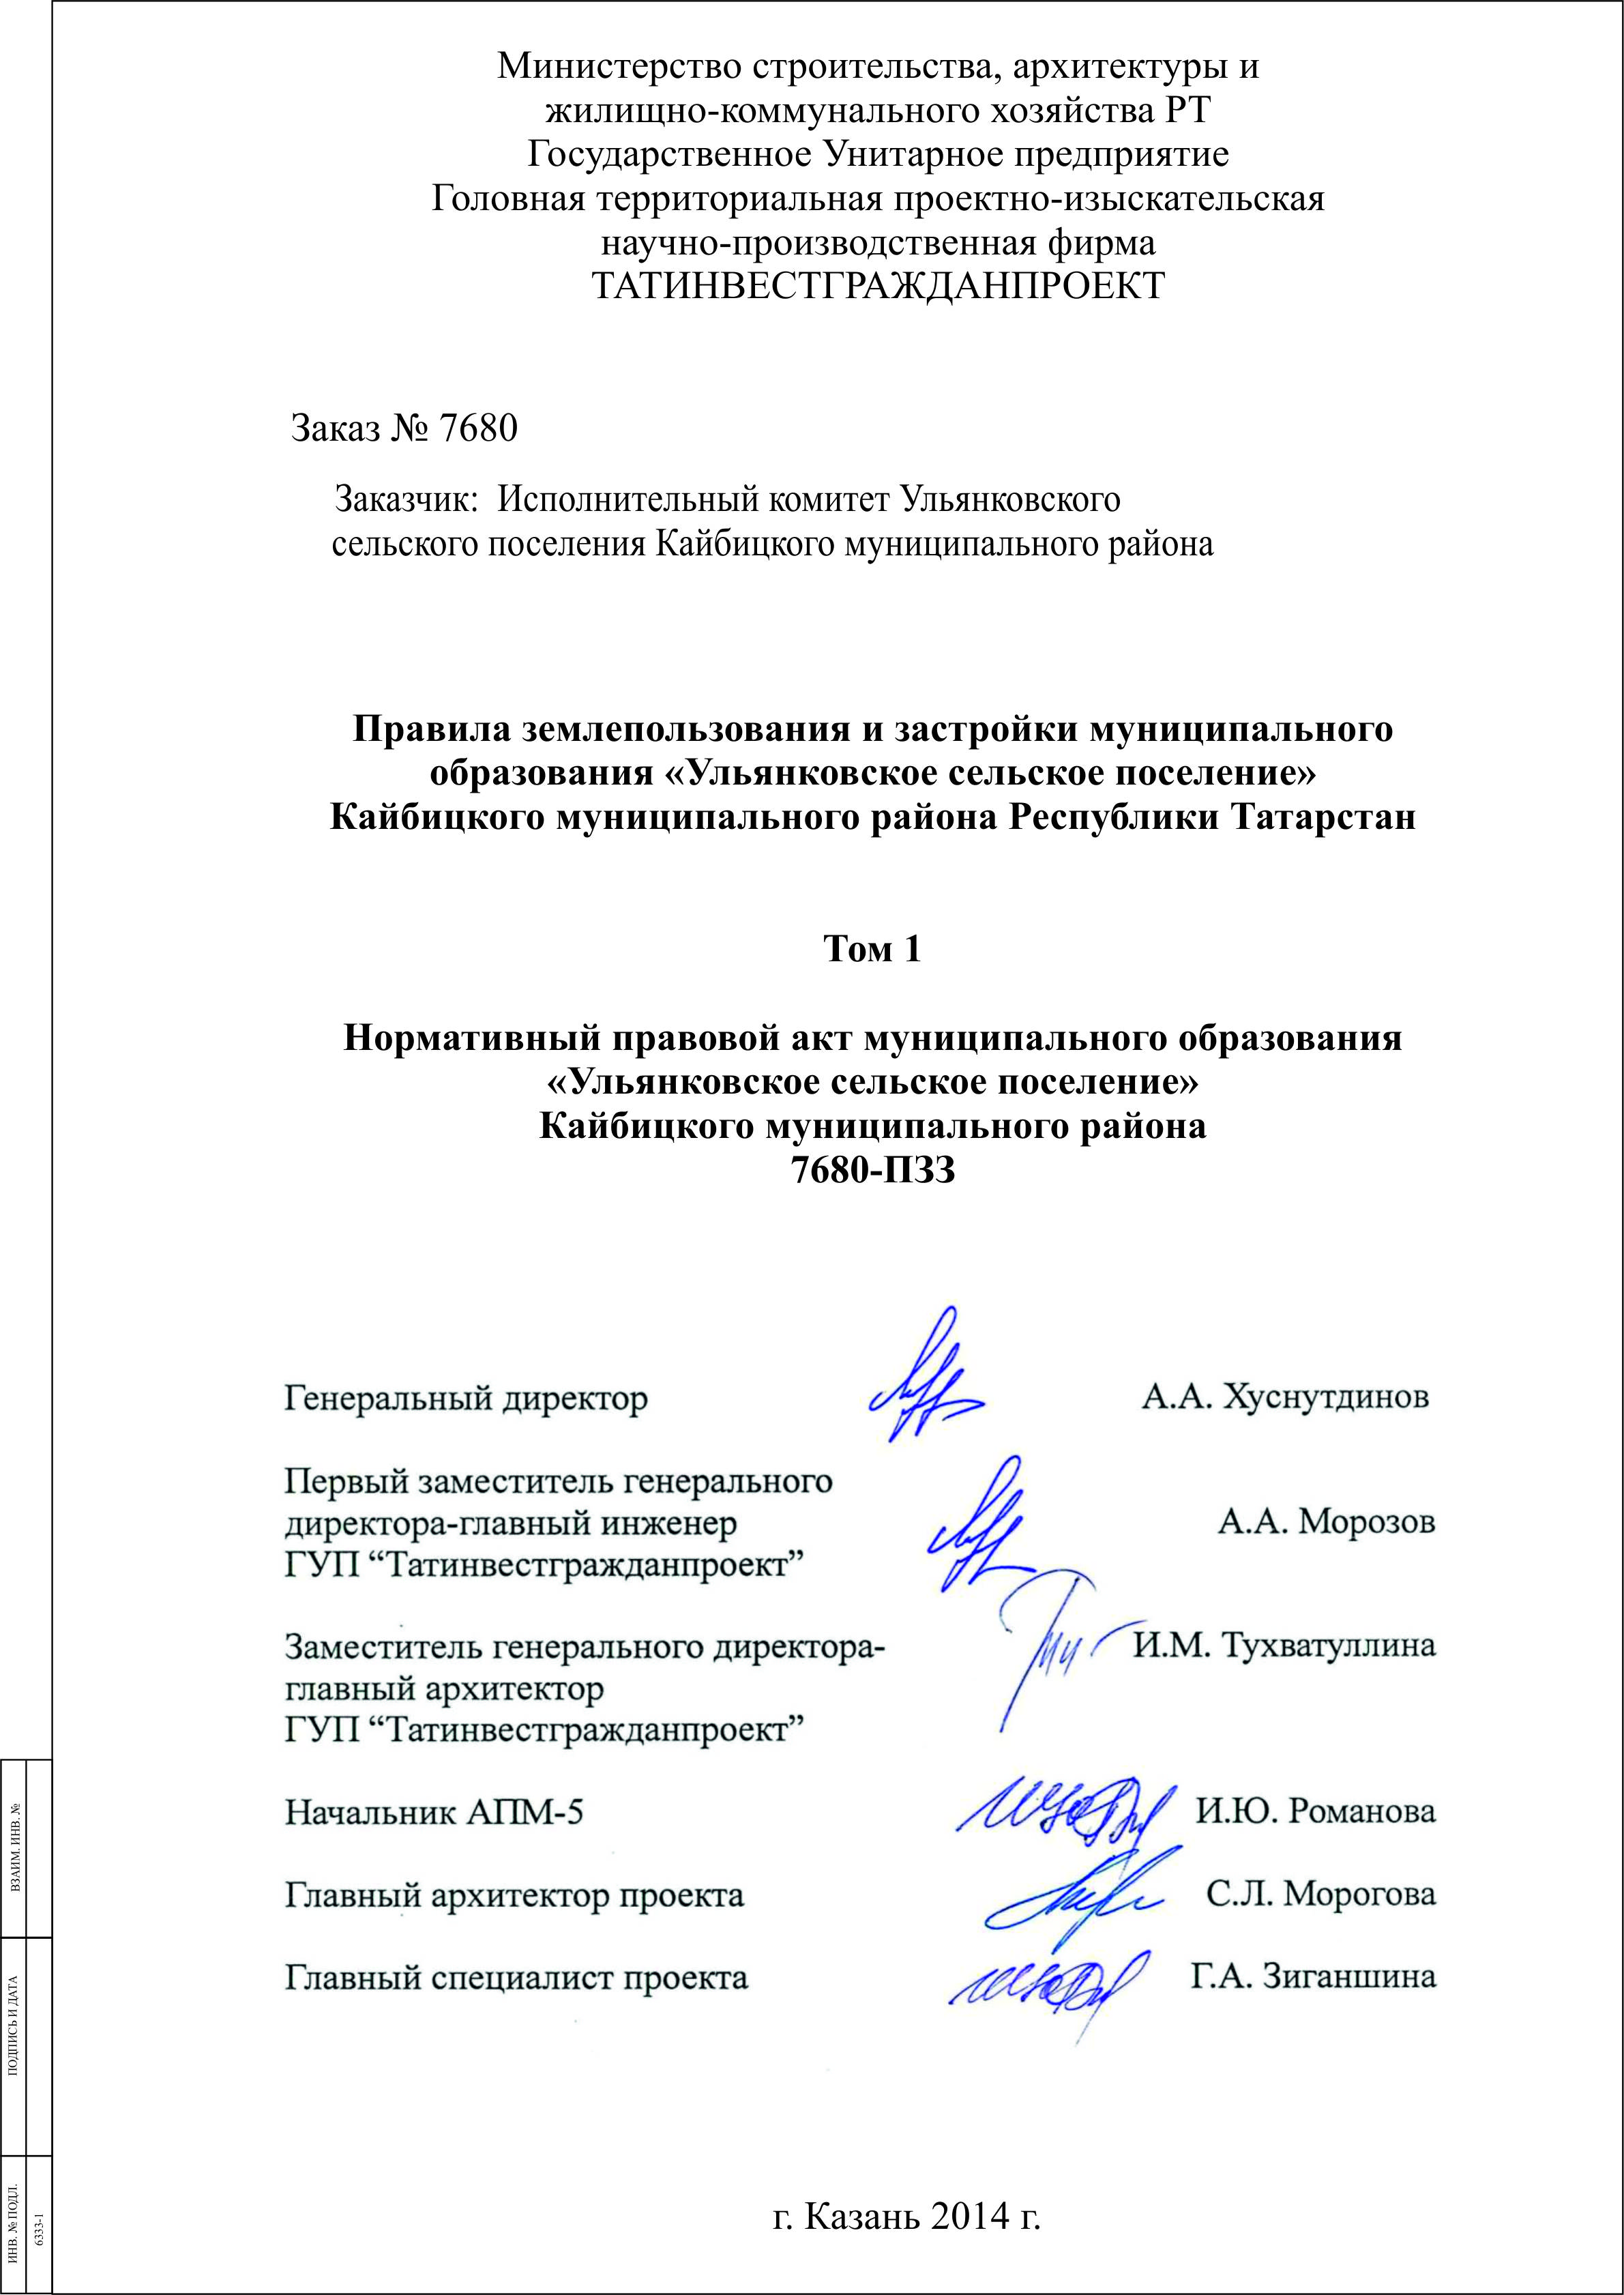 Министерство строительства, архитектуры и
жилищно-коммунального хозяйства РТ
Государственное Унитарное предприятие
Головная территориальная проектно-изыскательская
научно-производственная фирма
ТАТИНВЕСТГРАЖДАНПРОЕКТ
Заказ № 7680
Заказчик: Исполнительный комитет Ульянковского
сельского поселения Кайбицкого муниципального района
Правила землепользования и застройки муниципального
образования «Ульянковское сельское поселение»
Кайбицкого муниципального района Республики Татарстан
Том 1
Нормативный правовой акт муниципального образования
«Ульянковское сельское поселение»
Кайбицкого муниципального района
7680-ПЗЗ
Генеральный директор А.А. Хуснутдинов
Первый заместитель генерального
директора-главный инженер А.А. Морозов
ГУП “Татинвестгражданпроект”
Заместитель генерального директора- И.М. Тухватуллина
главный архитектор
ГУП “Татинвестгражданпроект”
Начальник АПМ-5 И.Ю. Романова
Главный архитектор проекта С.Л. Морогова
Главный специалист проекта Г.А. Зиганшина
г. Казань 2014 г.
ВЗАИМ. ИНВ. №
ПОДПИСЬ И ДАТА
ИНВ. № ПОДЛ.
6333-1